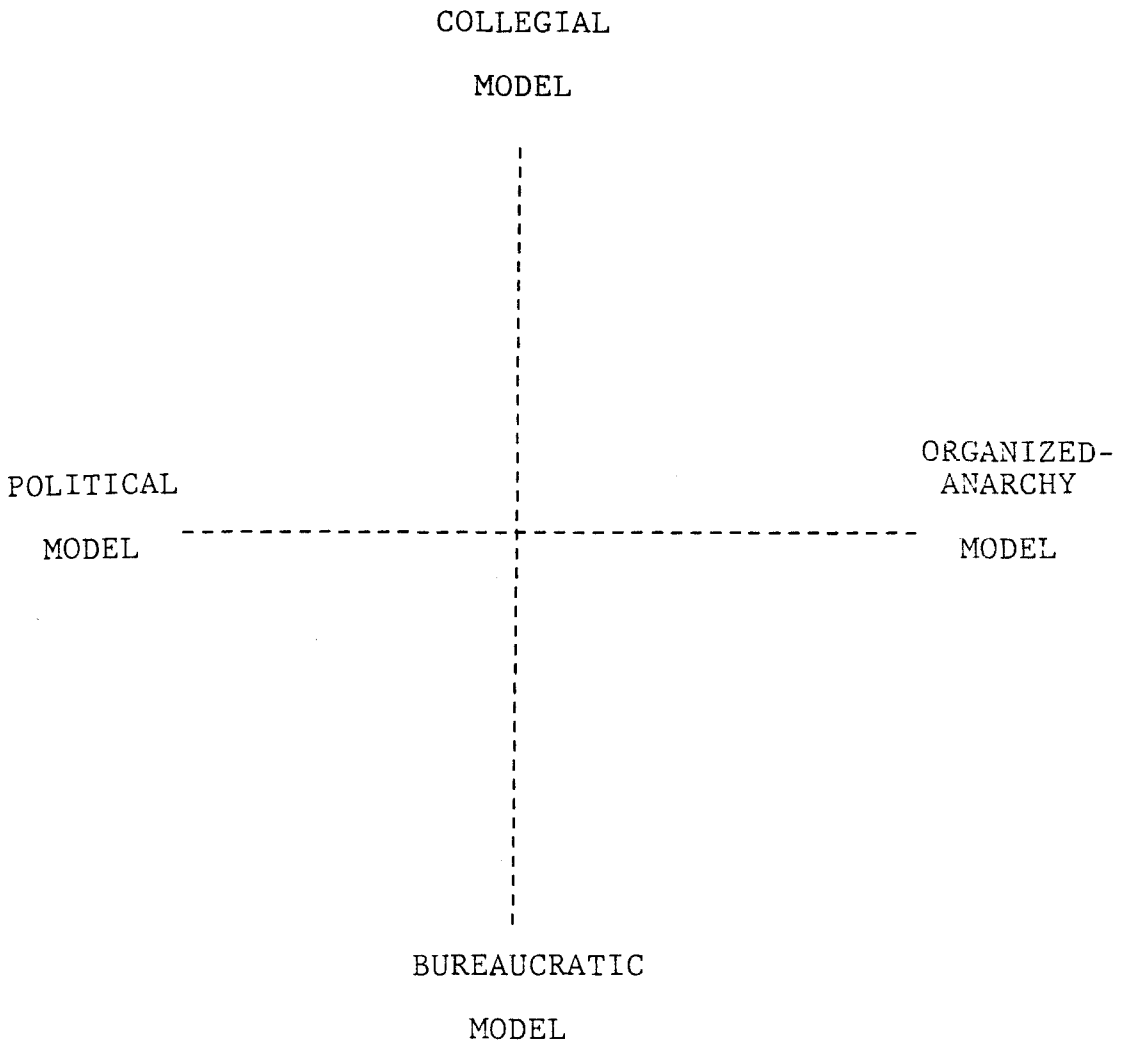 COLLEGIAL
MODEL
POLITICAL
MODEL
ORGANIZED-
ANARCHY
MODEL
BUREAUCRATIC
MODEL